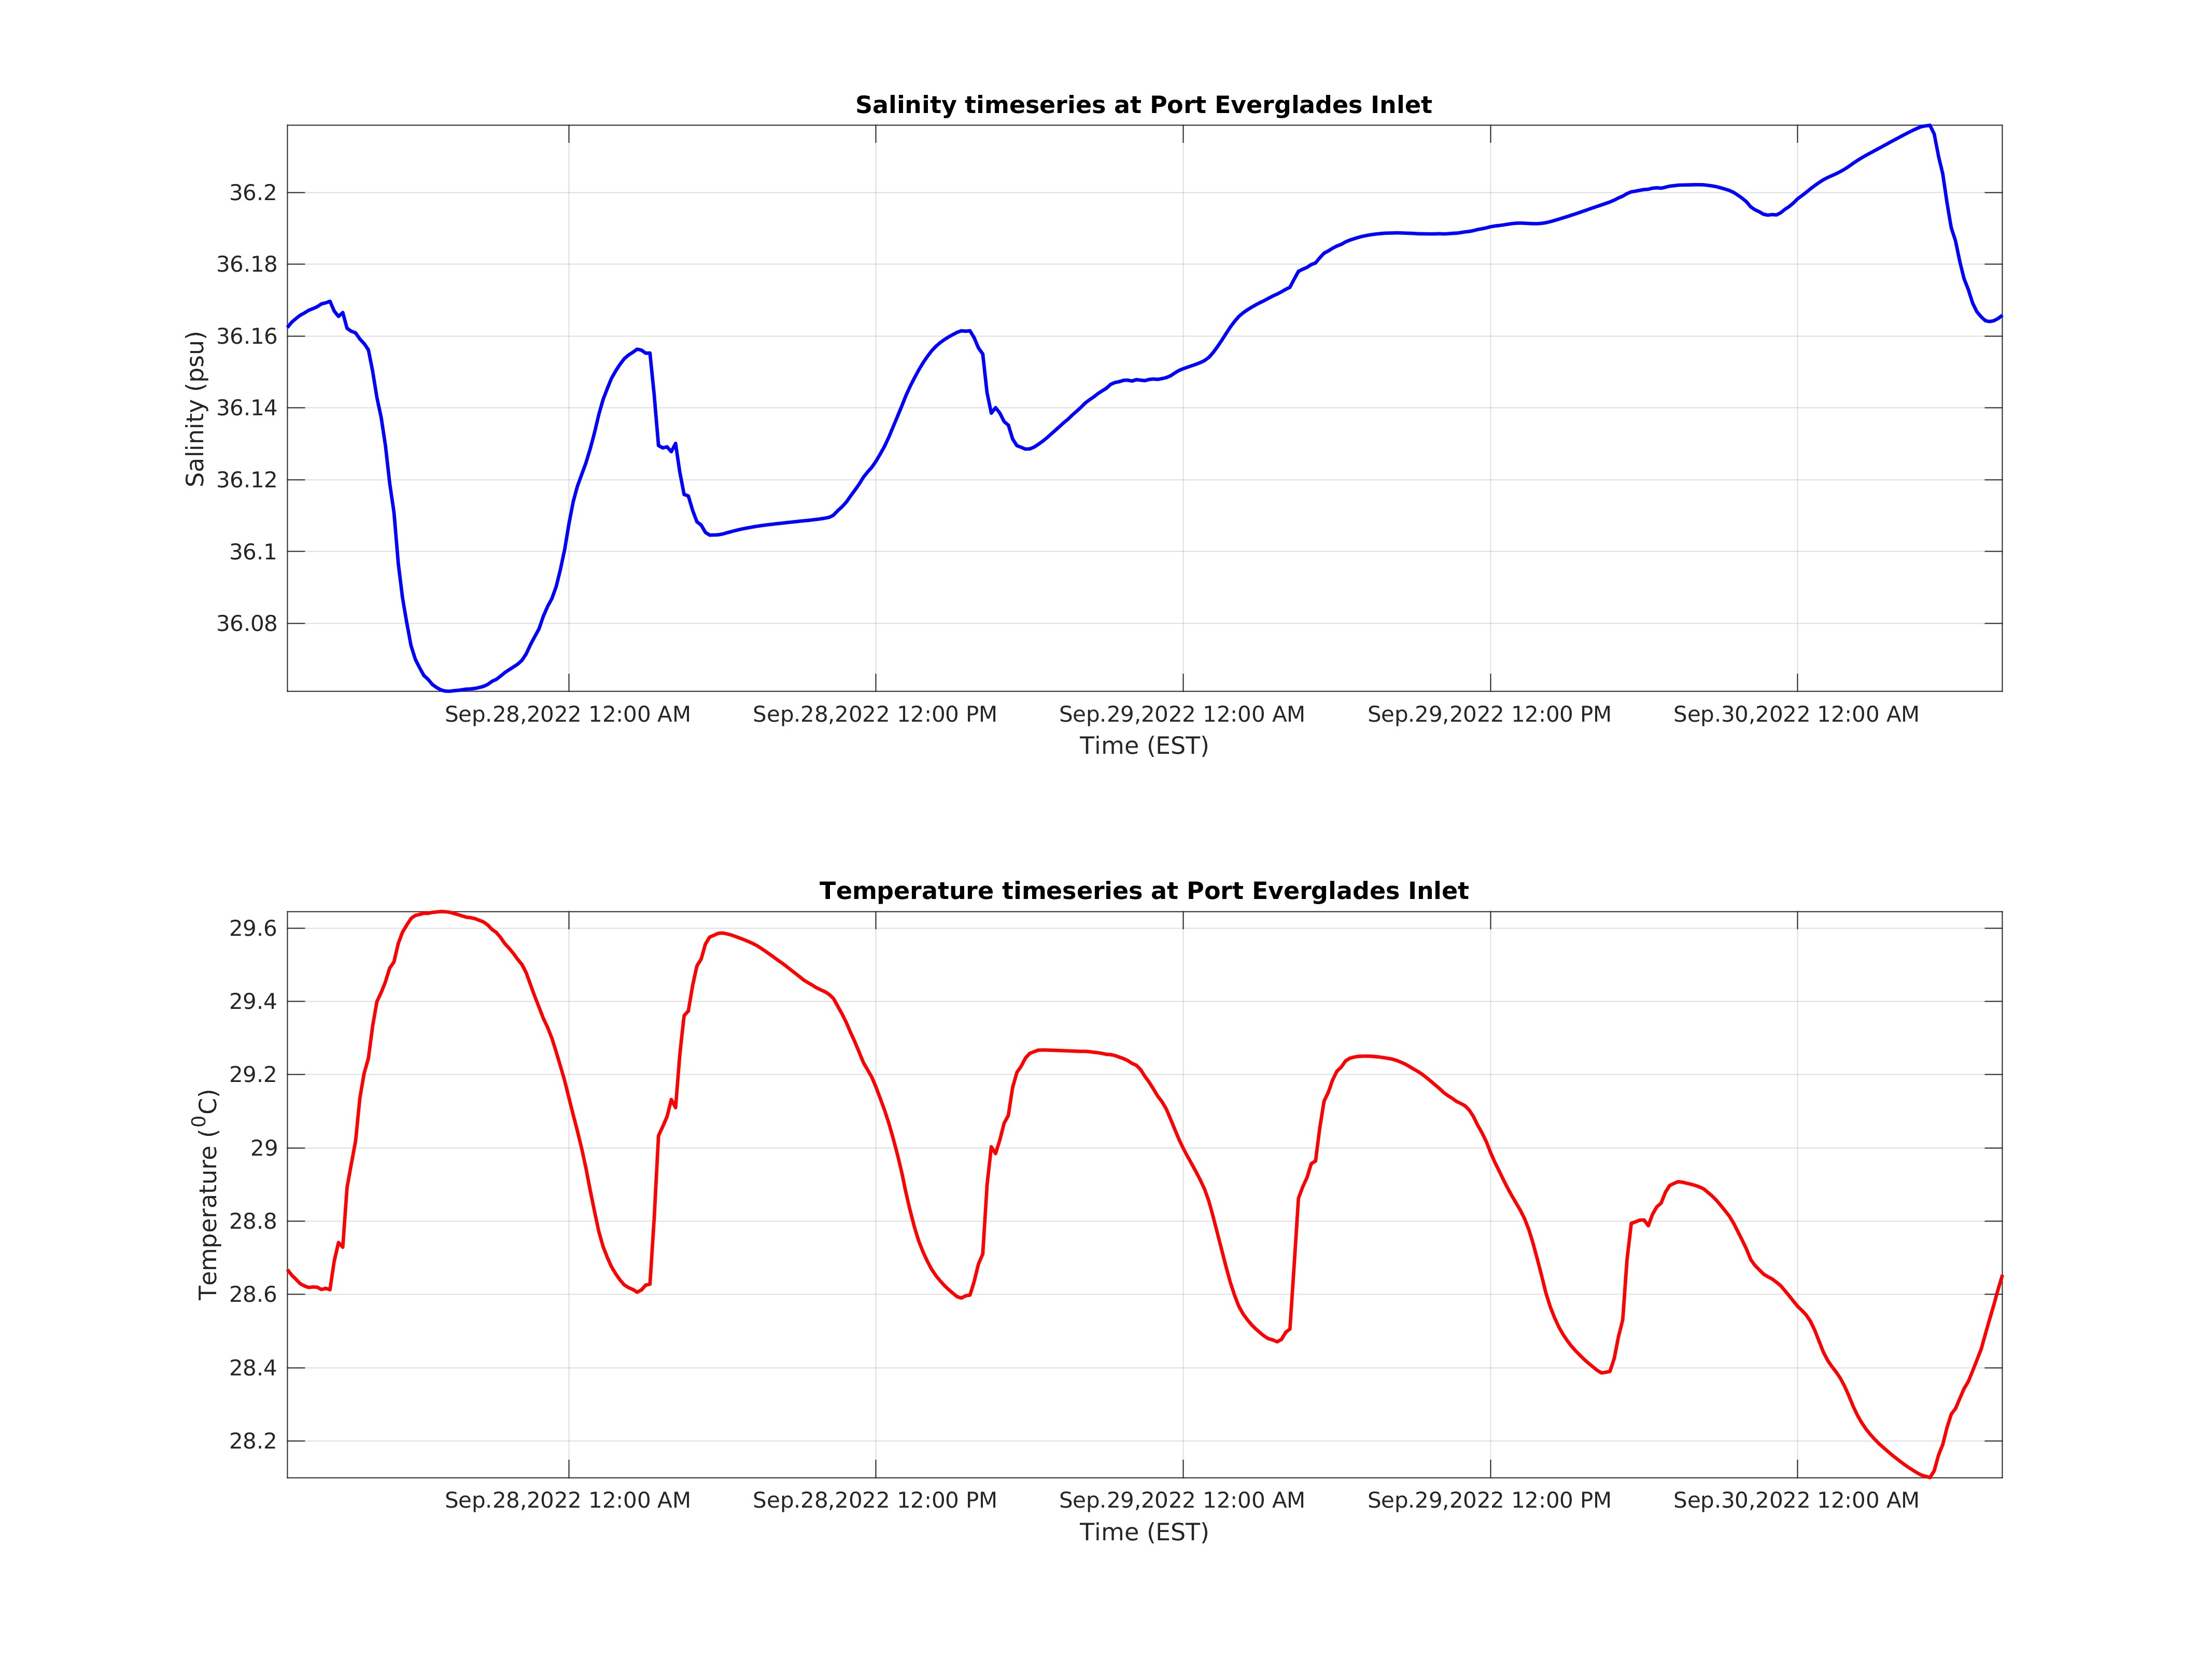 Salinity timeseries at Port Everglades Inlet
Salinity (psu)
36.2
36.18
36.16
36.14
36.12
36.1
36.08
Sep.28,2022 12:00 AM Sep.28,2022 12:00 PM Sep.29,2022 12:00 AM Sep.29,2022 12:00 PM Sep.30,2022 12:00 AM
Time (EST)
Temperature timeseries at Port Everglades Inlet
Temperature (⁰C)
29.6
29.4
29.2
29
28.8
28.6
28.4
28.2
Sep.28,2022 12:00 AM Sep.28,2022 12:00 PM Sep.29,2022 12:00 AM Sep.29,2022 12:00 PM Sep.30,2022 12:00 AM
Time (EST)